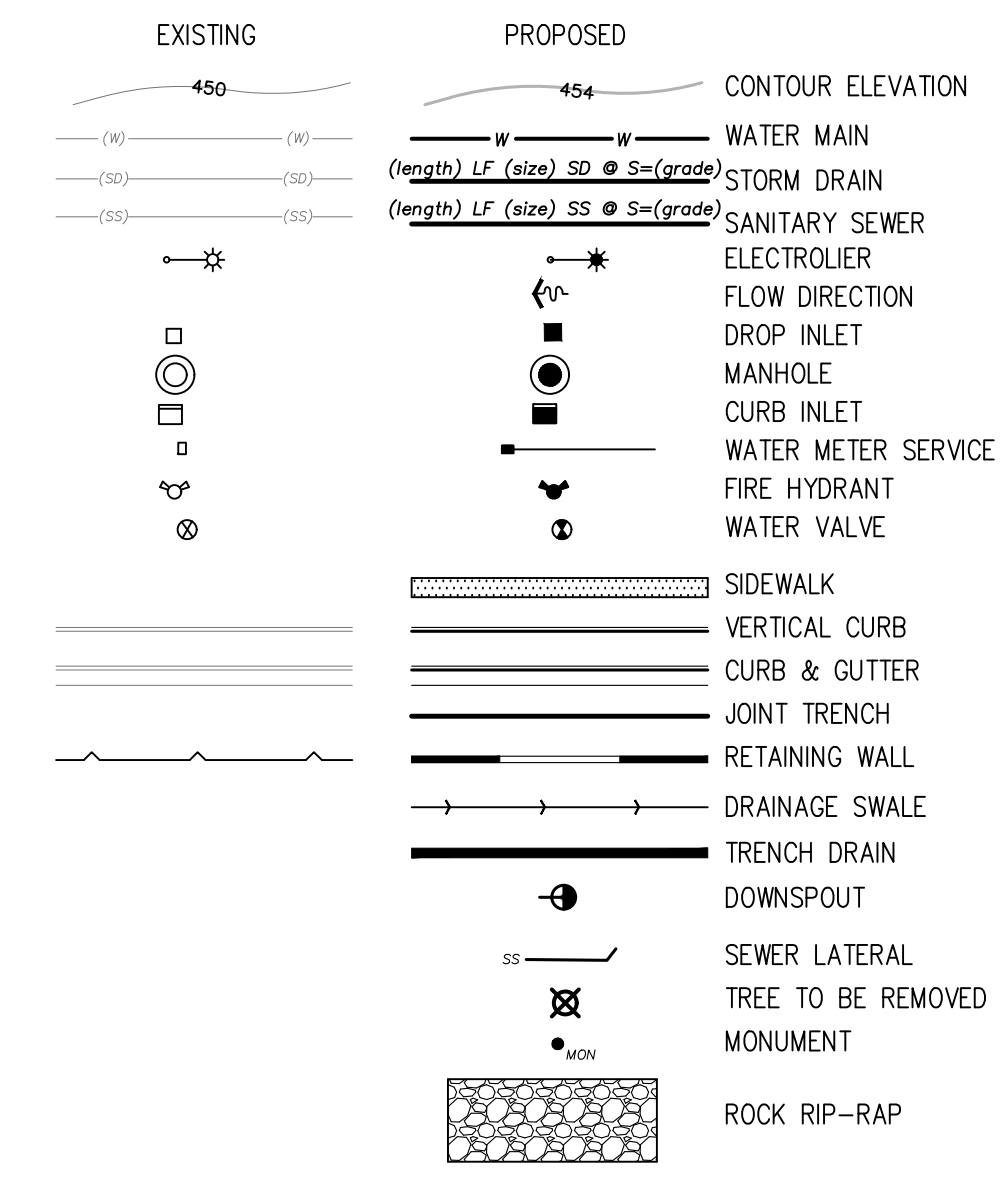 EXISTING PROPOSED
450 454 CONTOUR ELEVATION
(W) (W) W W WATER MAIN
(SD) (SD) (length) LF (size) SD @ S=(grade) STORM DRAIN
(SS) (SS) (length) LF (size) SS @ S=(grade) SANITARY SEWER
ELECTROLIER
FLOW DIRECTION
DROP INLET
MANHOLE
CURB INLET
WATER METER SERVICE
FIRE HYDRANT
WATER VALVE
SIDEWALK
VERTICAL CURB
CURB & GUTTER
JOINT TRENCH
RETAINING WALL
DRAINAGE SWALE
TRENCH DRAIN
DOWNSPOUT
SS SEWER LATERAL
TREE TO BE REMOVED
MON MONUMENT
ROCK RIP-RAP